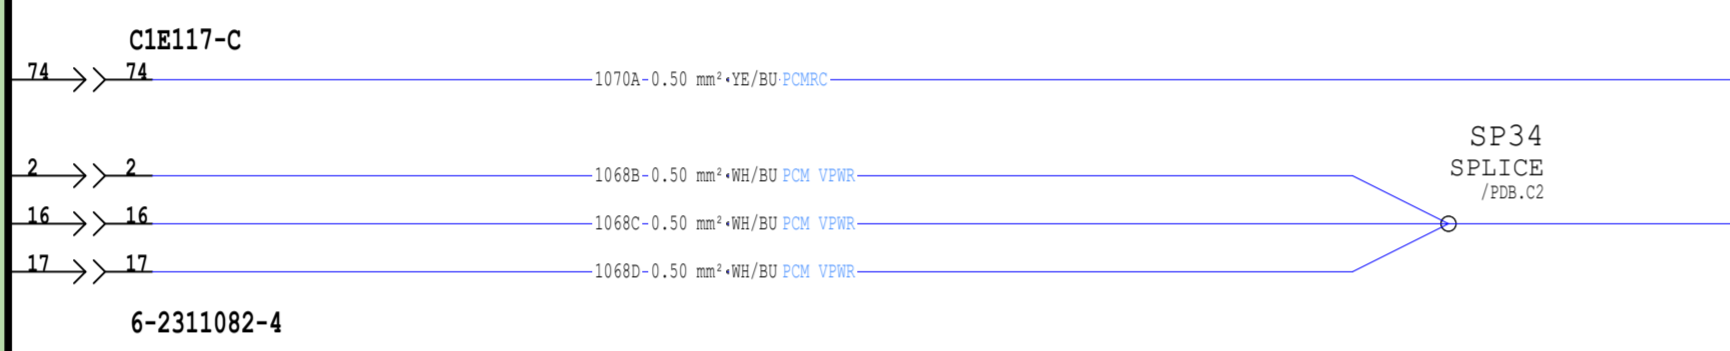 C1E117-C
74 74 1070A-0.50 mm²·YE/BU PCMRC
SP34
SPLICE
/PDB.C2
2 2 1068B-0.50 mm²·WH/BU PCM VPWR
16 16 1068C-0.50 mm²·WH/BU PCM VPWR
17 17 1068D-0.50 mm²·WH/BU PCM VPWR
6-2311082-4